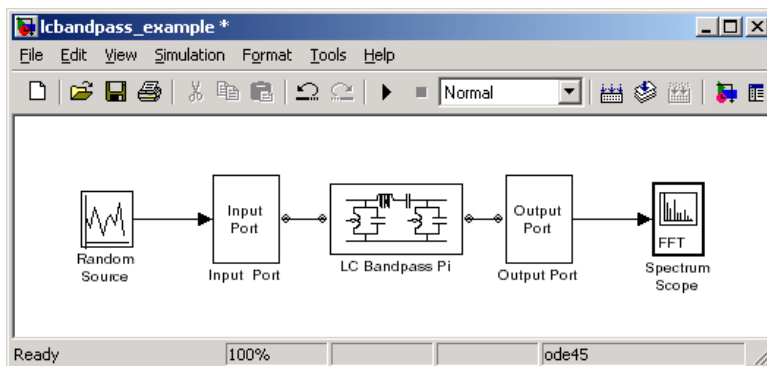 lcbandpass_example *
File Edit View Simulation Format Tools Help
Normal
Input
Port
Output
Port
FFT
Random
Source
Input Port
LC Bandpass Pi
Output Port
Spectrum
Scope
Ready
100%
ode45